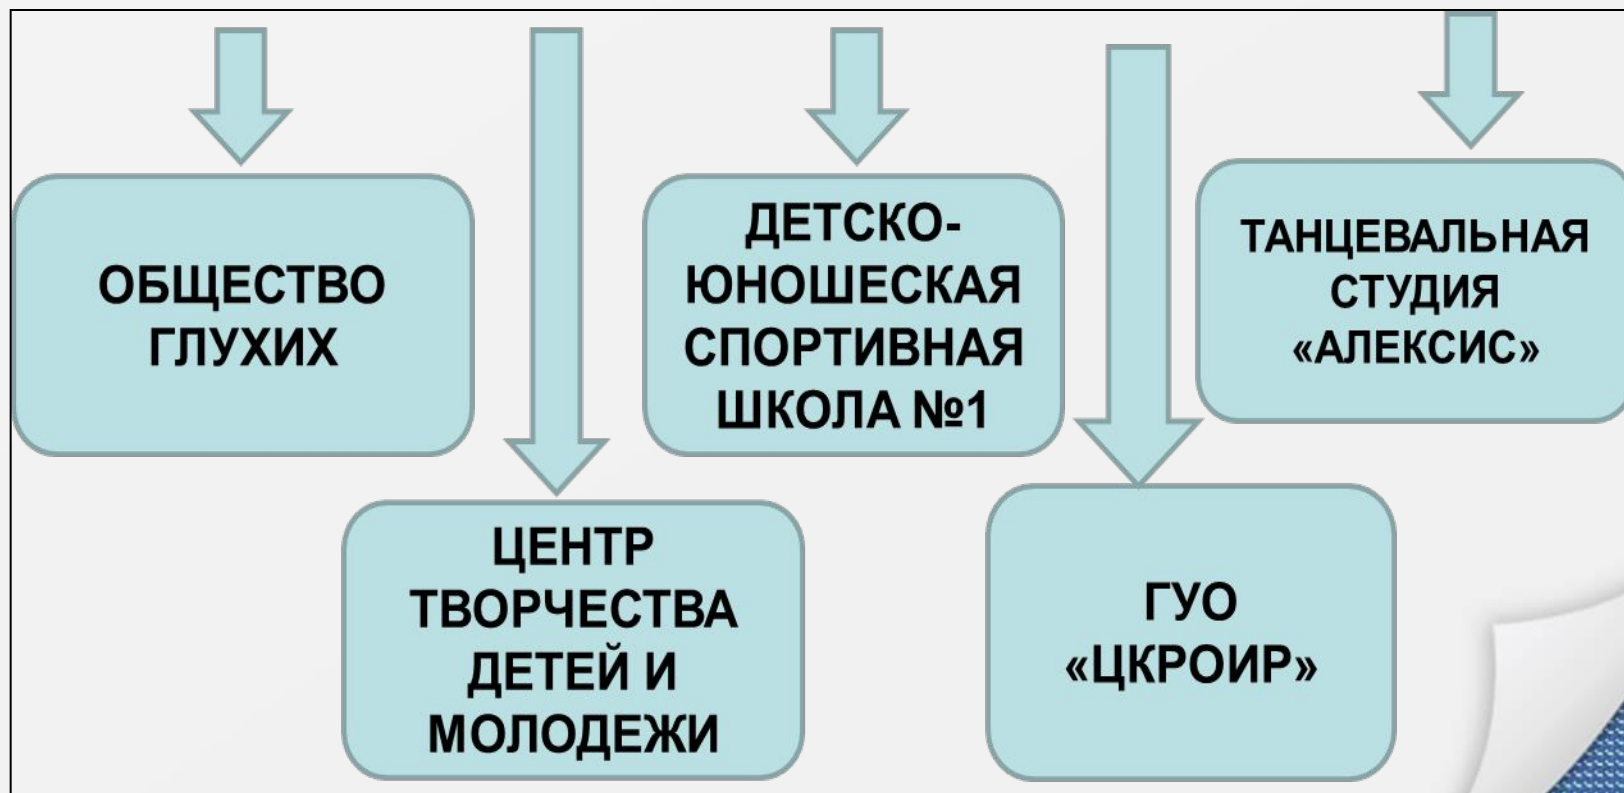 ОБЩЕСТВО
ГЛУХИХ
ДЕТСКО-
ЮНОШЕСКАЯ
СПОРТИВНАЯ
ШКОЛА №1
ТАНЦЕВАЛЬНАЯ
СТУДИЯ
«АЛЕКСИС»
ЦЕНТР
ТВОРЧЕСТВА
ДЕТЕЙ И
МОЛОДЕЖИ
ГУО
«ЦКРОИР»